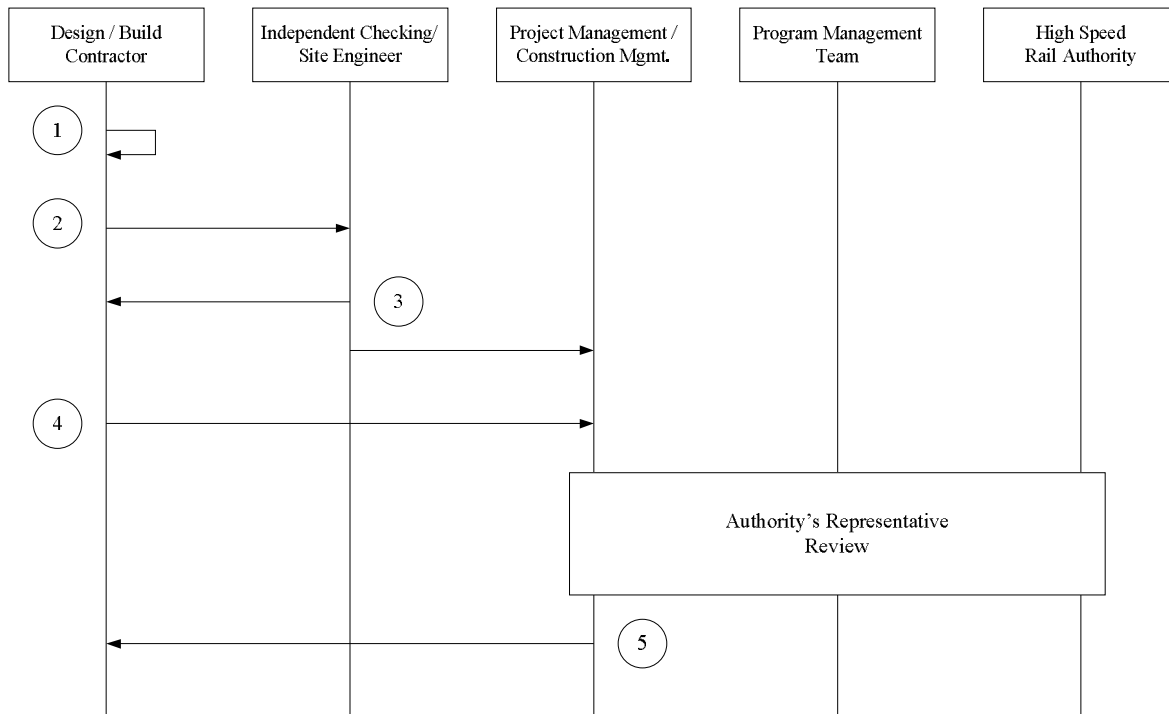 Design / Build
Contractor
Independent Checking/
Site Engineer
Project Management /
Construction Mgmt.
Program Management
Team
High Speed
Rail Authority
1
2
3
4
Authority's Representative
Review
5